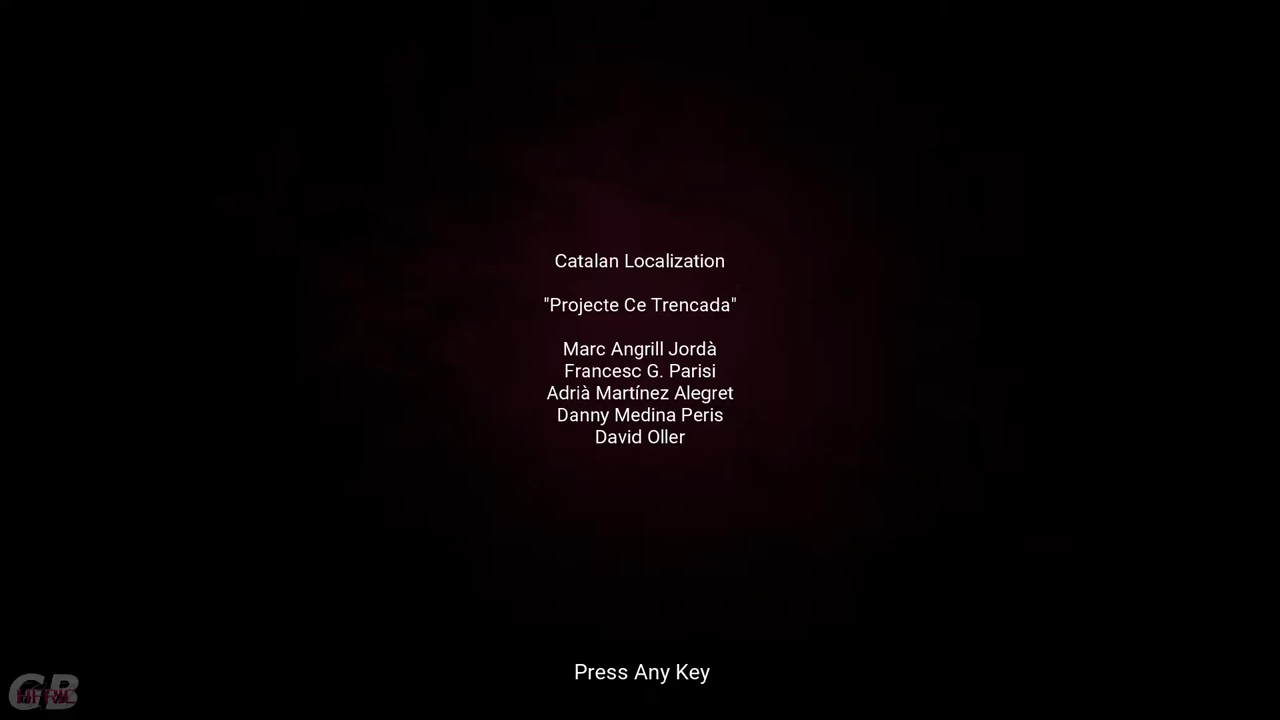 Catalan Localization
"Projecte Ce Trencada"
Marc Angrill Jordà
Francesc G. Parisi
Adrià Martínez Alegret
Danny Medina Peris
David Oller
Press Any Key
GB